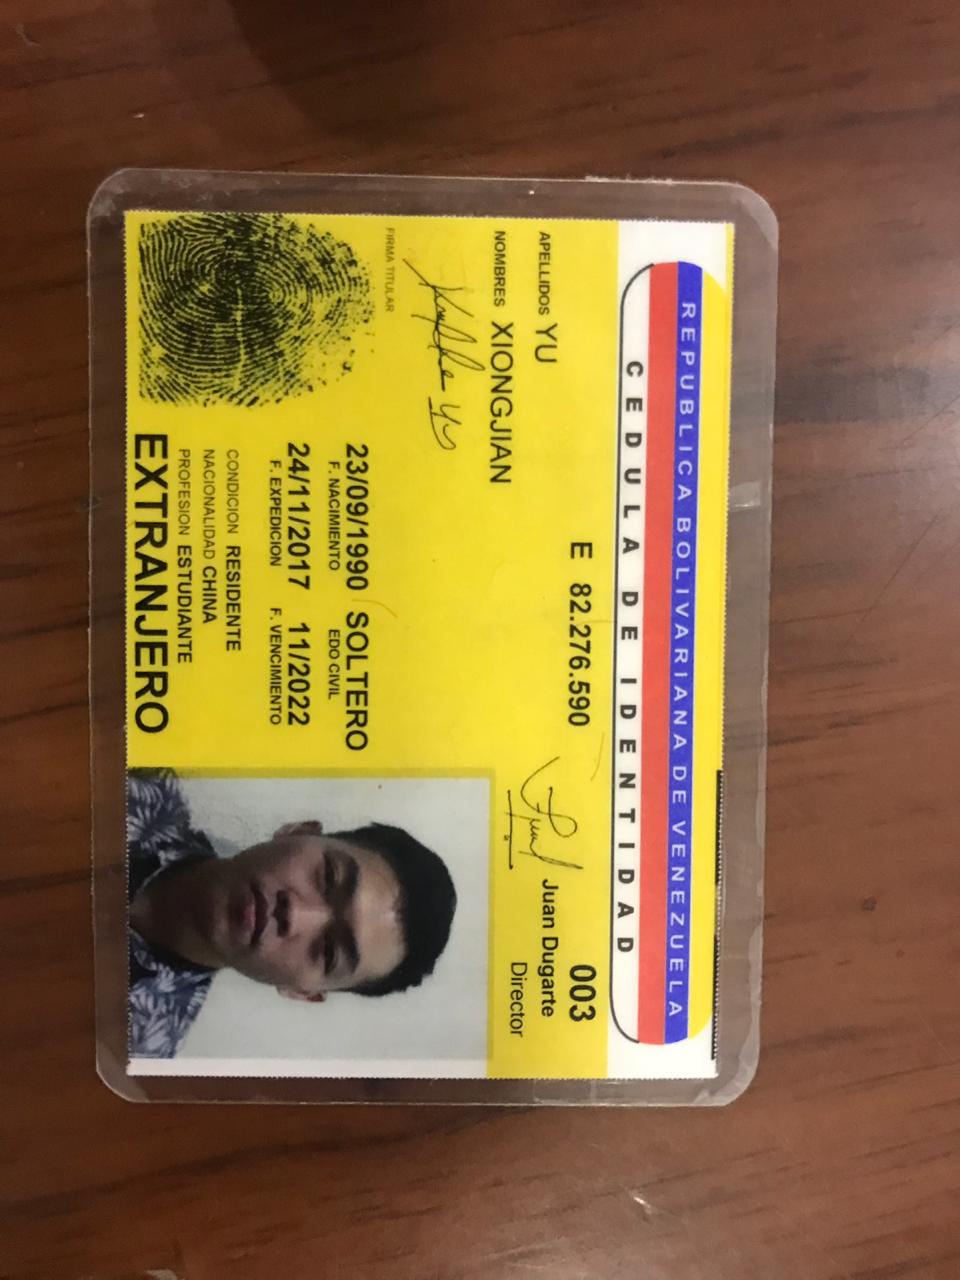 REPUBLICA BOLIVARIANA DE VENEZUELA
CEDULA DE IDENTIDAD
E 82.276.590
003
APELLIDOS YU
Juan Dugarte
Director
NOMBRES XIONGJIAN
FIRMA TITULAR
23/09/1990 SOLTERO
F. NACIMIENTO EDO CIVIL
24/11/2017 11/2022
F. EXPEDICION F. VENCIMIENTO
CONDICION RESIDENTE
NACIONALIDAD CHINA
PROFESION ESTUDIANTE
EXTRANJERO